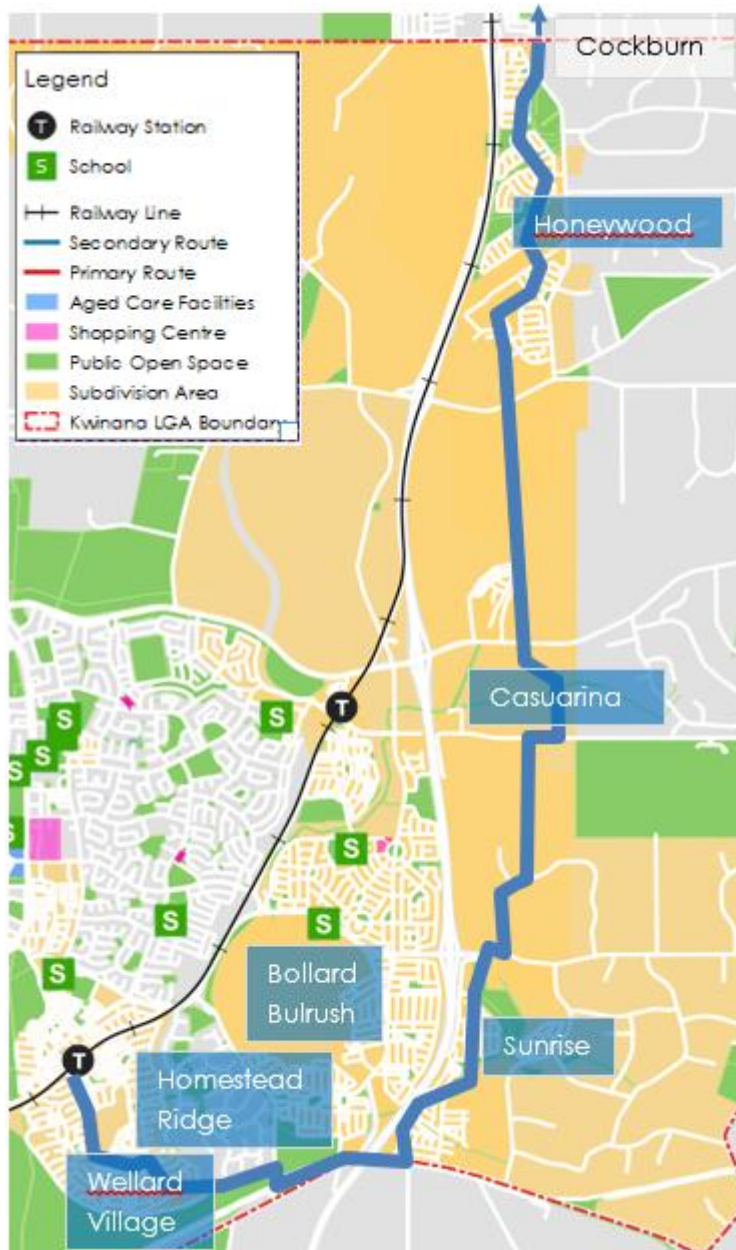 Cockburn
Legend
T Railway Station
S School
Railway Line
Secondary Route
Primary Route
Aged Care Facilities
Shopping Centre
Public Open Space
Subdivision Area
Kwinana LGA Boundary
Honeywood
Casuarina
T
S
S
S
S
S
S
S
S
S
S
Bollard
Bulrush
Sunrise
T
Homestead
Ridge
Wellard
Village